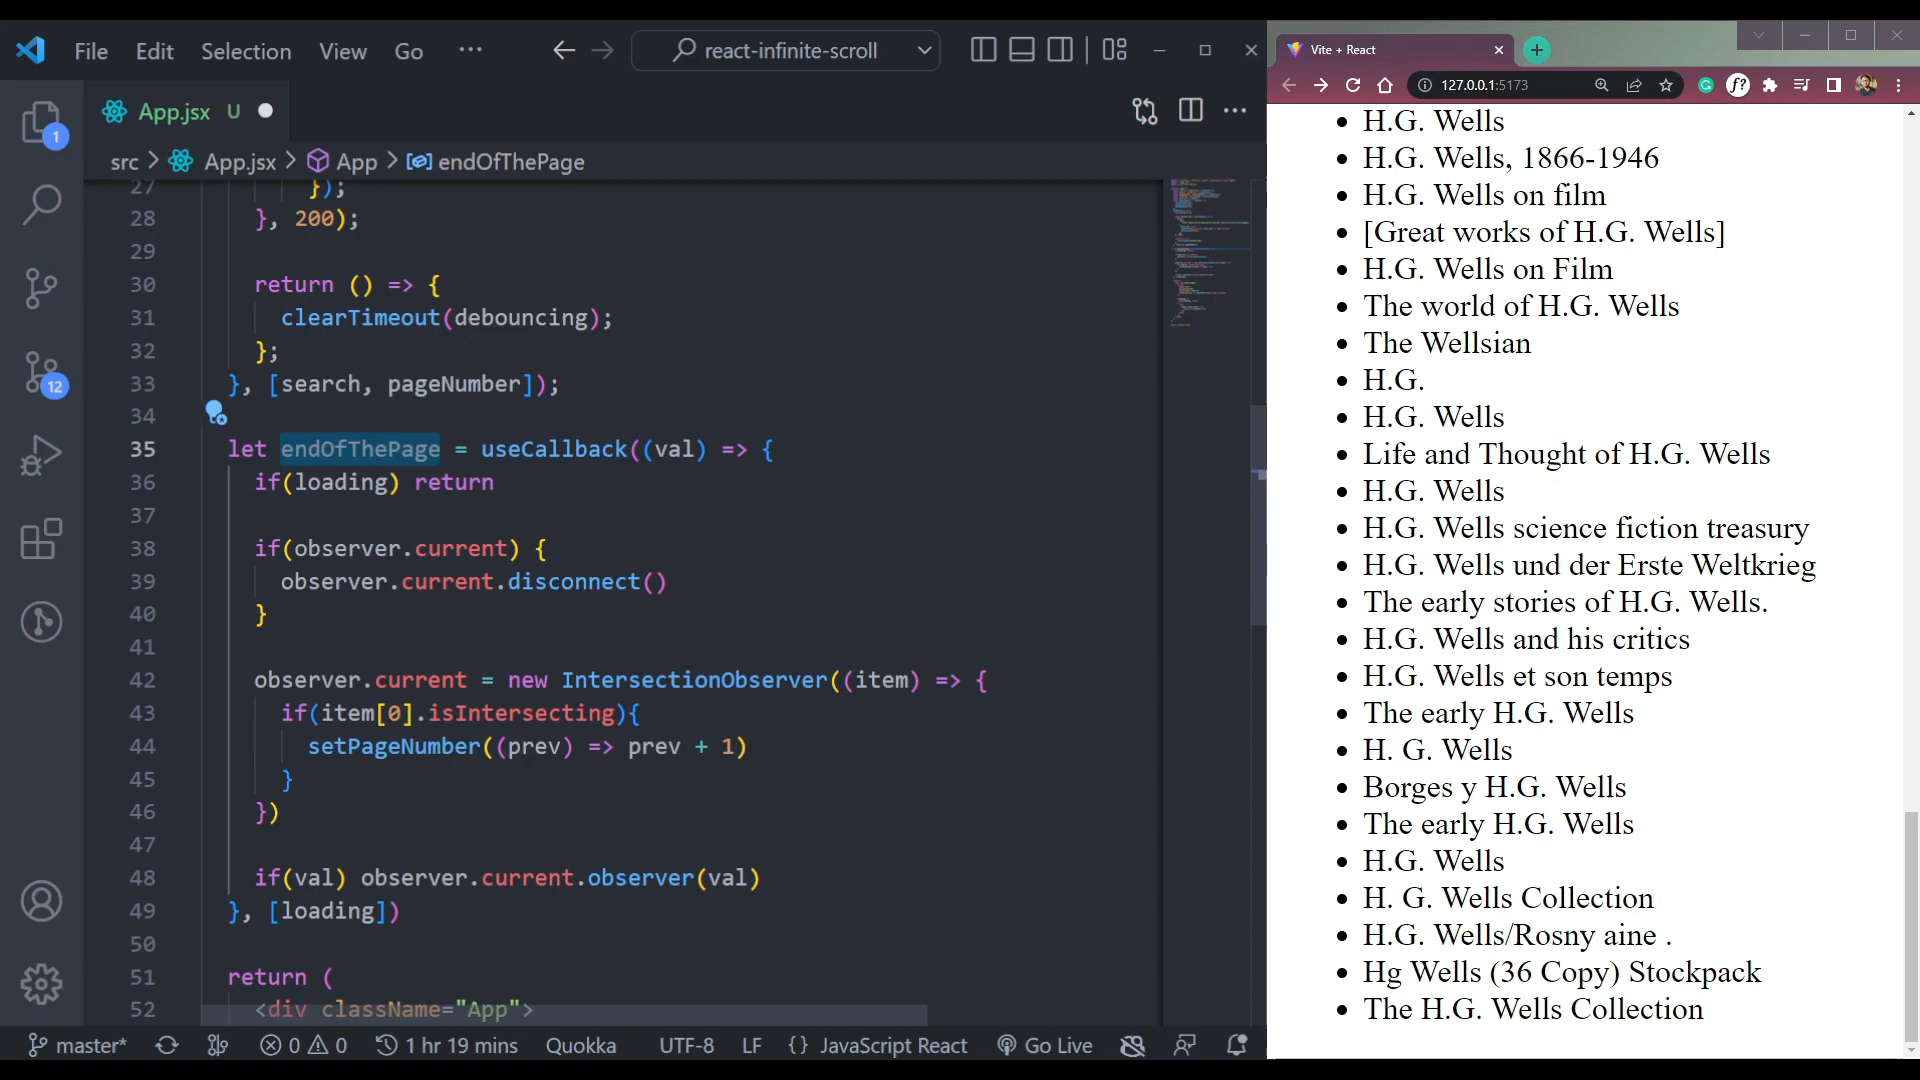 File Edit Selection View Go ··· react-infinite-scroll
App.jsx U
src > App.jsx > App > endOfThePage
27 });
28 }, 200);
29
30 return () => {
31 clearTimeout(debouncing);
32 };
33 }, [search, pageNumber]);
34
35 let endOfThePage = useCallback((val) => {
36 if(loading) return
37
38 if(observer.current) {
39 observer.current.disconnect()
40 }
41
42 observer.current = new IntersectionObserver((item) => {
43 if(item[0].isIntersecting){
44 setPageNumber((prev) => prev + 1)
45 }
46 })
47
48 if(val) observer.current.observer(val)
49 }, [loading])
50
51 return (
52 <div className="App">
1
12
master* 0 0 1 hr 19 mins Quokka UTF-8 LF {} JavaScript React Go Live
Vite + React
127.0.0.1:5173
f?
H.G. Wells
H.G. Wells, 1866-1946
H.G. Wells on film
[Great works of H.G. Wells]
H.G. Wells on Film
The world of H.G. Wells
The Wellsian
H.G.
H.G. Wells
Life and Thought of H.G. Wells
H.G. Wells
H.G. Wells science fiction treasury
H.G. Wells und der Erste Weltkrieg
The early stories of H.G. Wells.
H.G. Wells and his critics
H.G. Wells et son temps
The early H.G. Wells
H. G. Wells
Borges y H.G. Wells
The early H.G. Wells
H.G. Wells
H. G. Wells Collection
H.G. Wells/Rosny aine .
Hg Wells (36 Copy) Stockpack
The H.G. Wells Collection